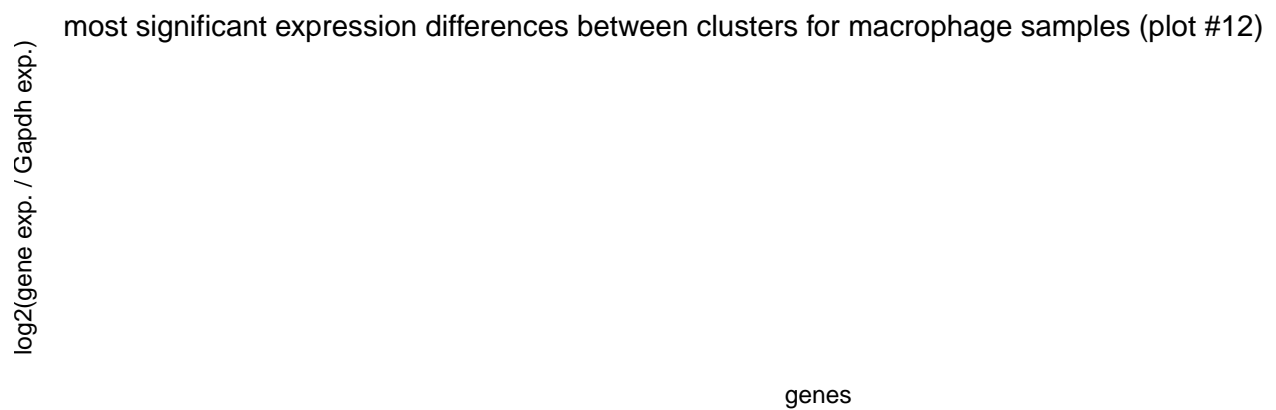 most significant expression differences between clusters for macrophage samples (plot #12)
log2(gene exp. / Gapdh exp.)
genes